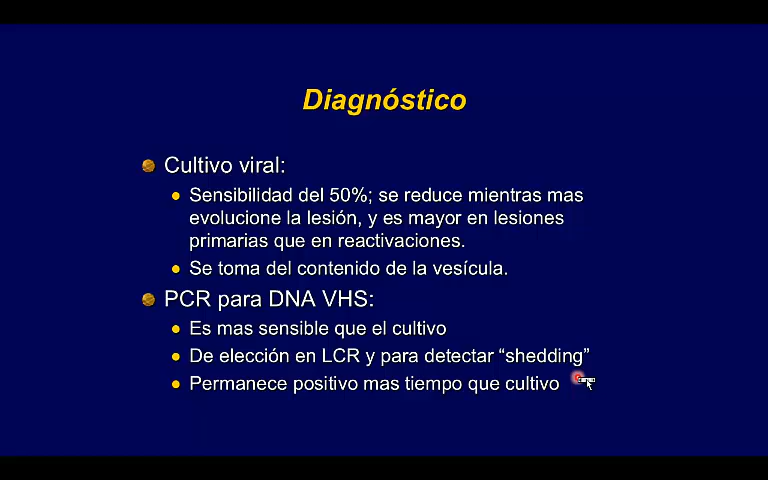 Diagnóstico
Cultivo viral:
Sensibilidad del 50%; se reduce mientras mas
evolucione la lesión, y es mayor en lesiones
primarias que en reactivaciones.
Se toma del contenido de la vesícula.
PCR para DNA VHS:
Es mas sensible que el cultivo
De elección en LCR y para detectar “shedding”
Permanece positivo mas tiempo que cultivo